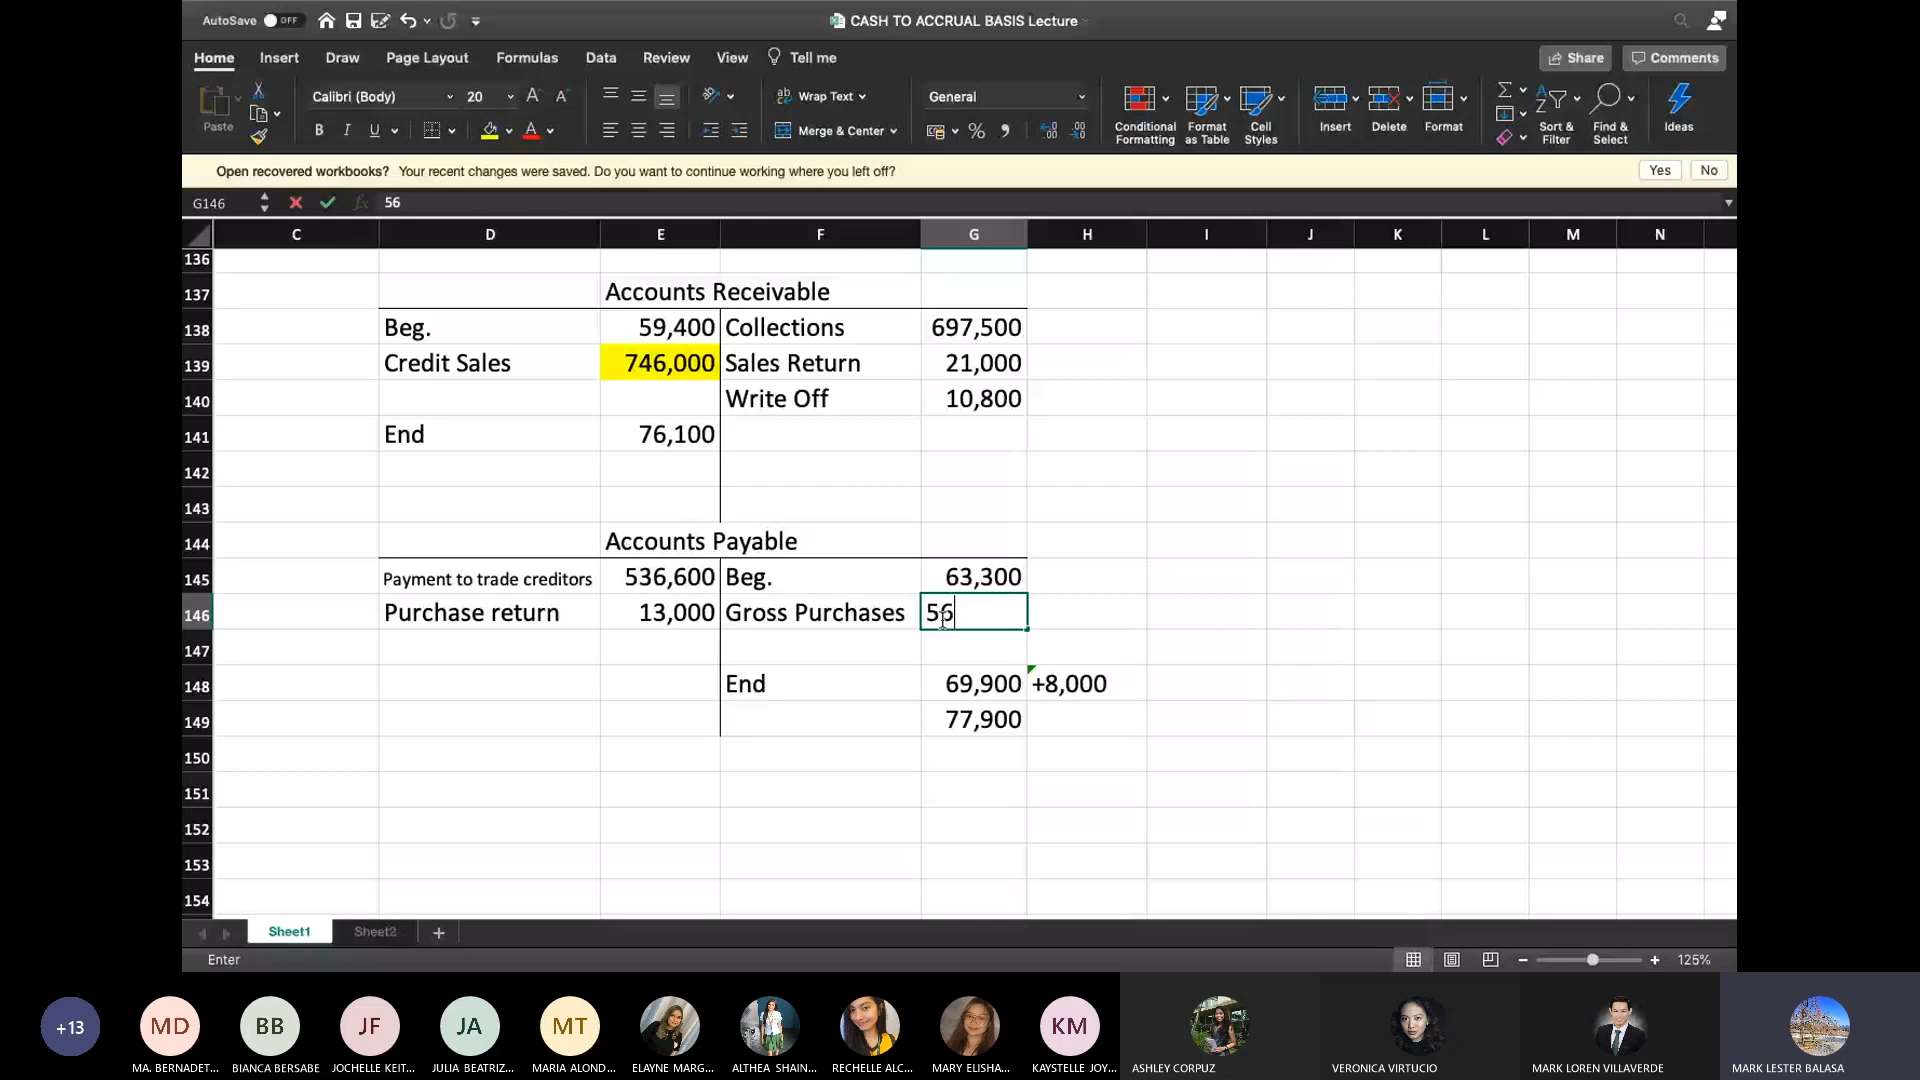 AutoSave OFF CASH TO ACCRUAL BASIS Lecture
Home Insert Draw Page Layout Formulas Data Review View Tell me Share Comments
Paste Calibri (Body) 20 Wrap Text General Conditional Formatting Format as Table Cell Styles Insert Delete Format Sort & Filter Find & Select Ideas
B I U Merge & Center
Open recovered workbooks? Your recent changes were saved. Do you want to continue working where you left off? Yes No
G146 fx 56
C D E F G H I J K L M N
136
137 Accounts Receivable
138 Beg. 59,400 Collections 697,500
139 Credit Sales 746,000 Sales Return 21,000
140 Write Off 10,800
141 End 76,100
142
143
144 Accounts Payable
145 Payment to trade creditors 536,600 Beg. 63,300
146 Purchase return 13,000 Gross Purchases 56
147
148 End 69,900 +8,000
149 77,900
150
151
152
153
154
Sheet1 Sheet2 +
Enter 125%
+13 MD BB JF JA MT KM
MA. BERNADET... BIANCA BERSABE JOCHELLE KEIT... JULIA BEATRIZ... MARIA ALOND... ELAYNE MARG... ALTHEA SHAIN... RECHELLE ALC... MARY ELISHA... KAYSTELLE JOY... ASHLEY CORPUZ VERONICA VIRTUCIO MARK LOREN VILLAVERDE MARK LESTER BALASA